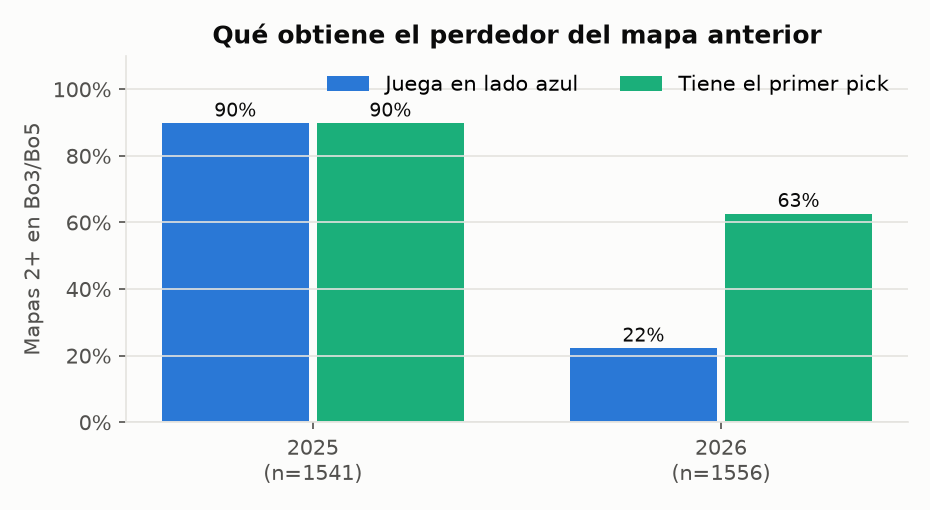 Qué obtiene el perdedor del mapa anterior
Juega en lado azul
Tiene el primer pick
Mapas 2+ en Bo3/Bo5
100%
80%
60%
40%
20%
0%
90%
90%
22%
63%
2025
(n=1541)
2026
(n=1556)